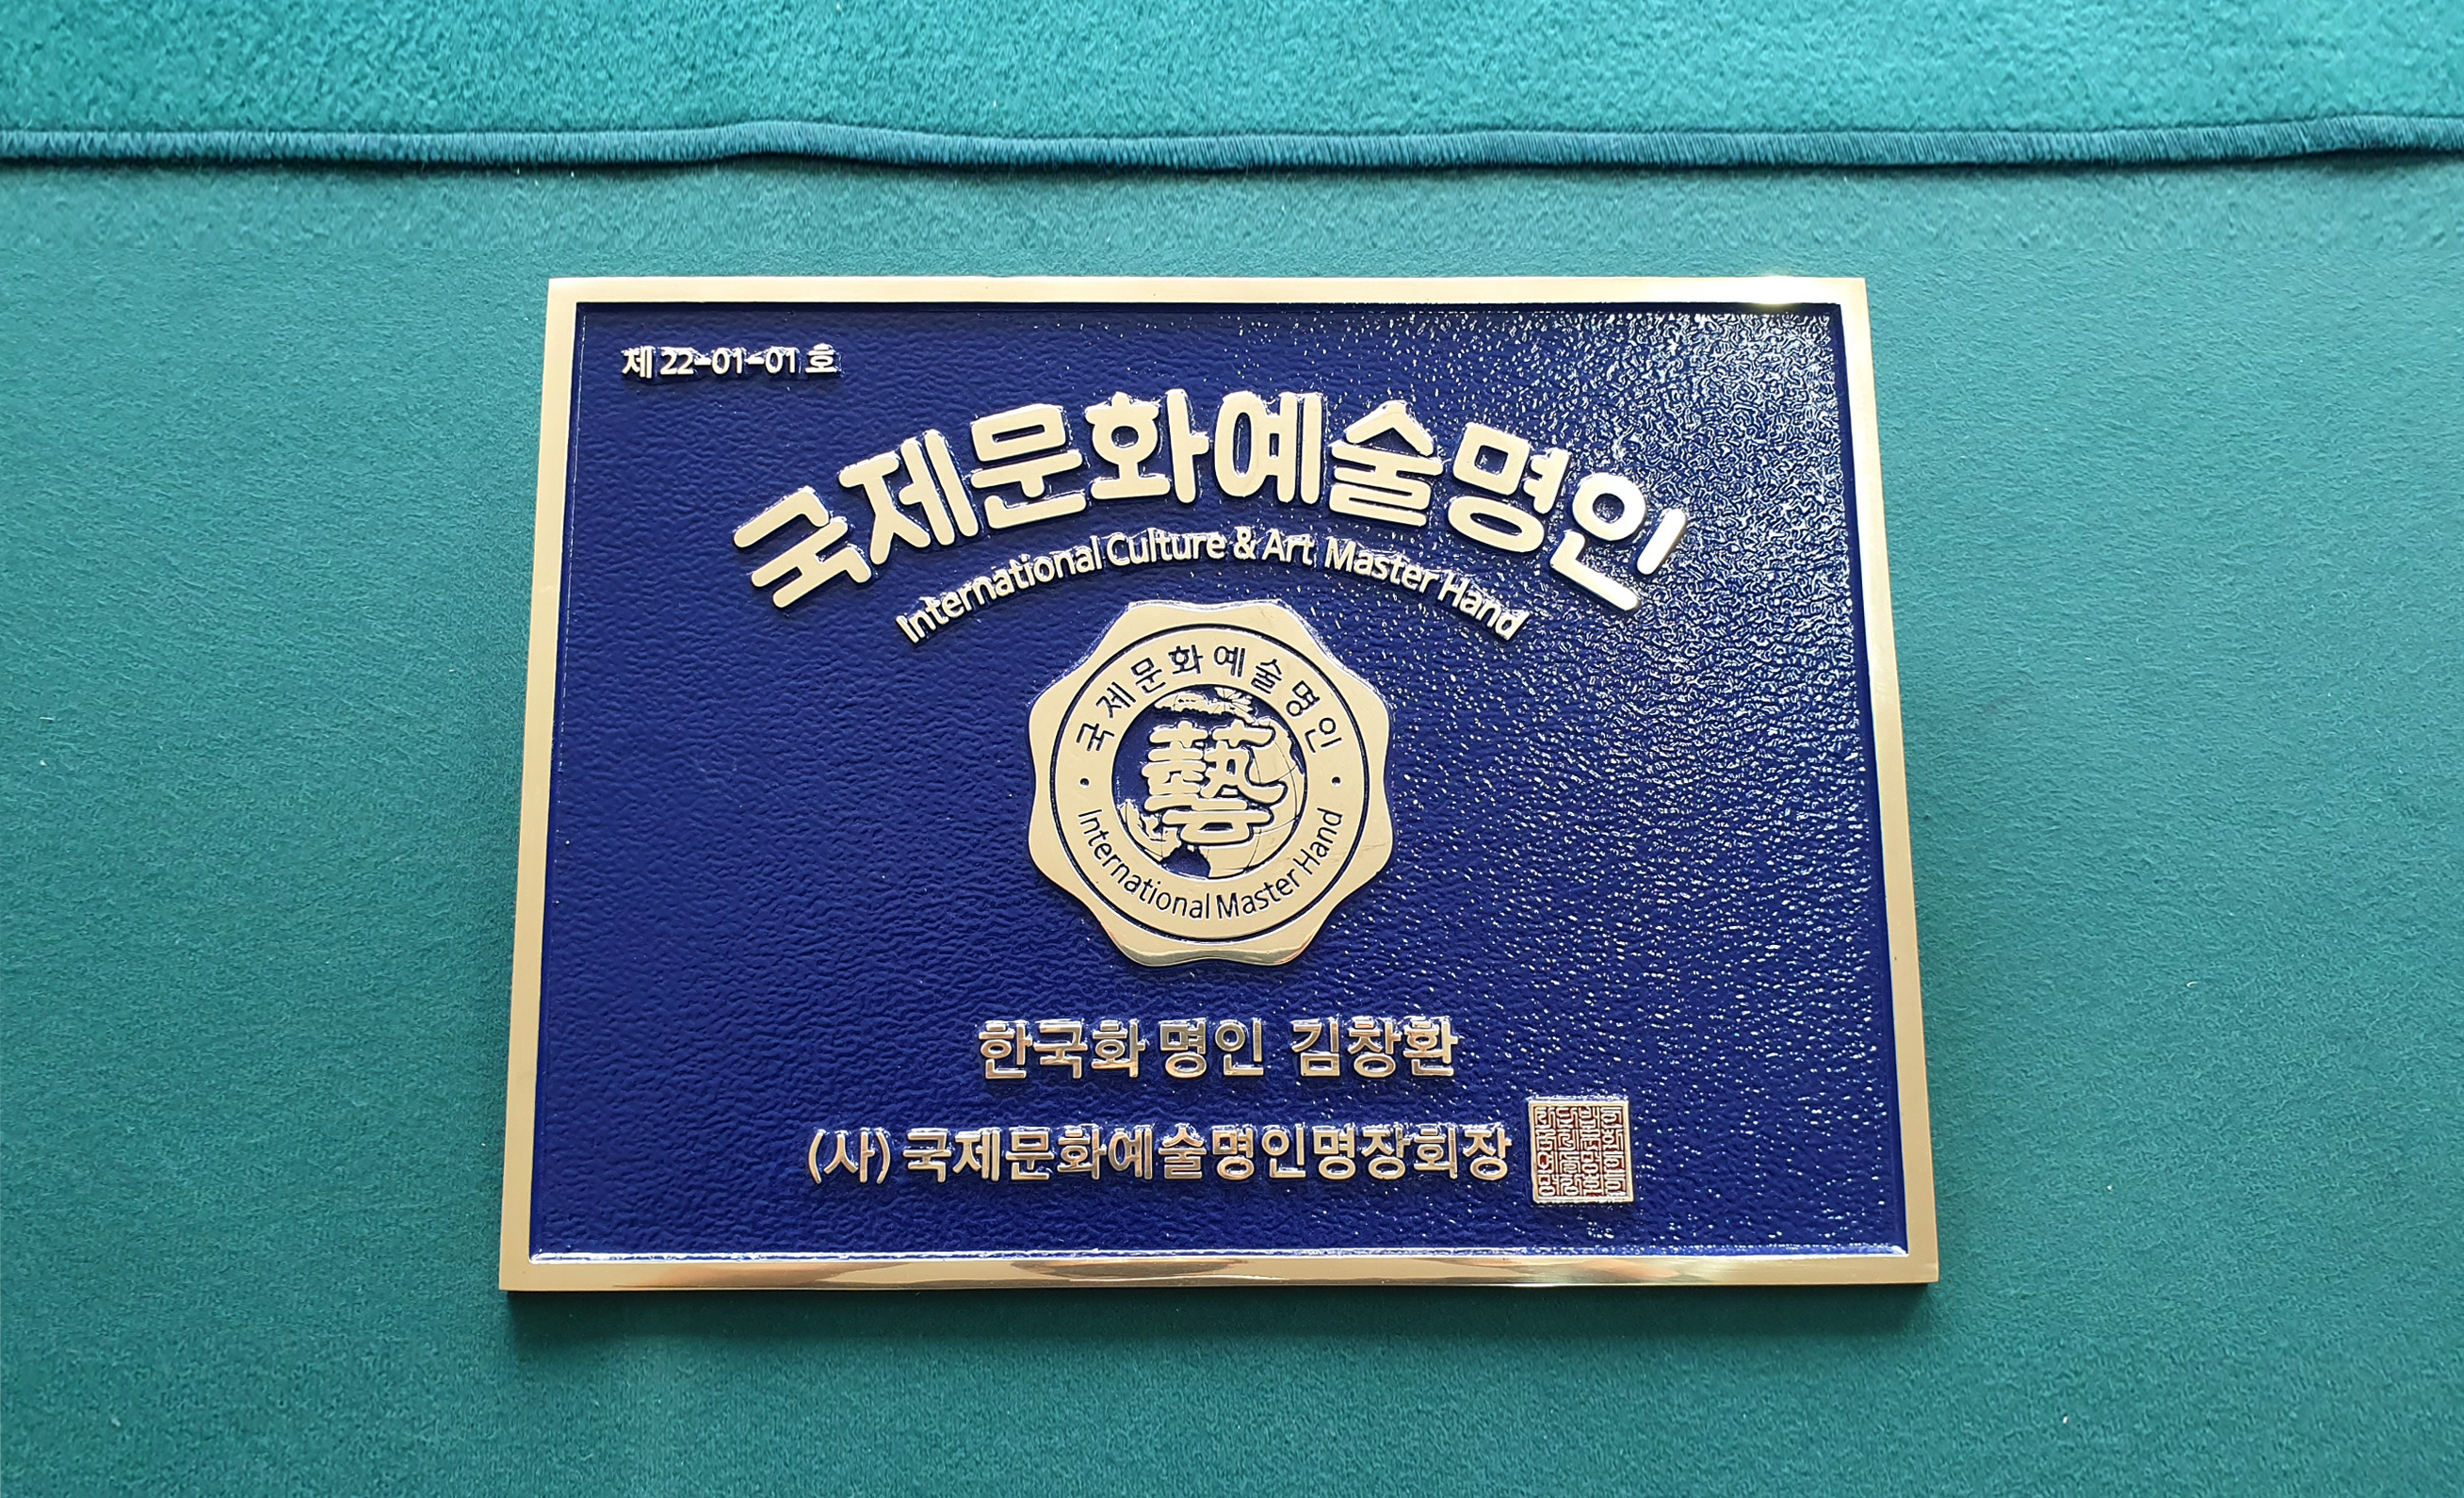 제 22-01-01 호
국제문화예술명인
International Culture & Art Master Hand
국제문화예술명인
藝
International Master Hand
한국화 명인 김창환
(사)국제문화예술명인명장회장